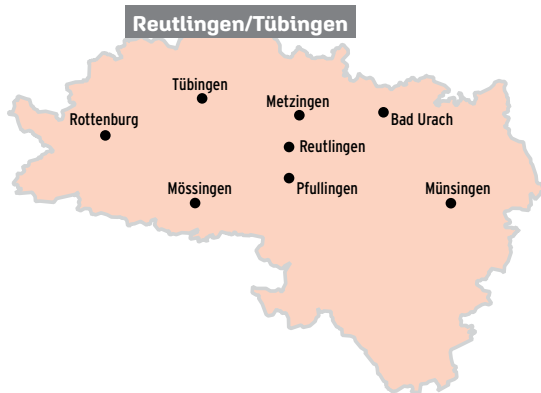 Reutlingen/Tübingen
Tübingen
Metzingen
Bad Urach
Rottenburg
Reutlingen
Mössingen
Pfullingen
Münsingen